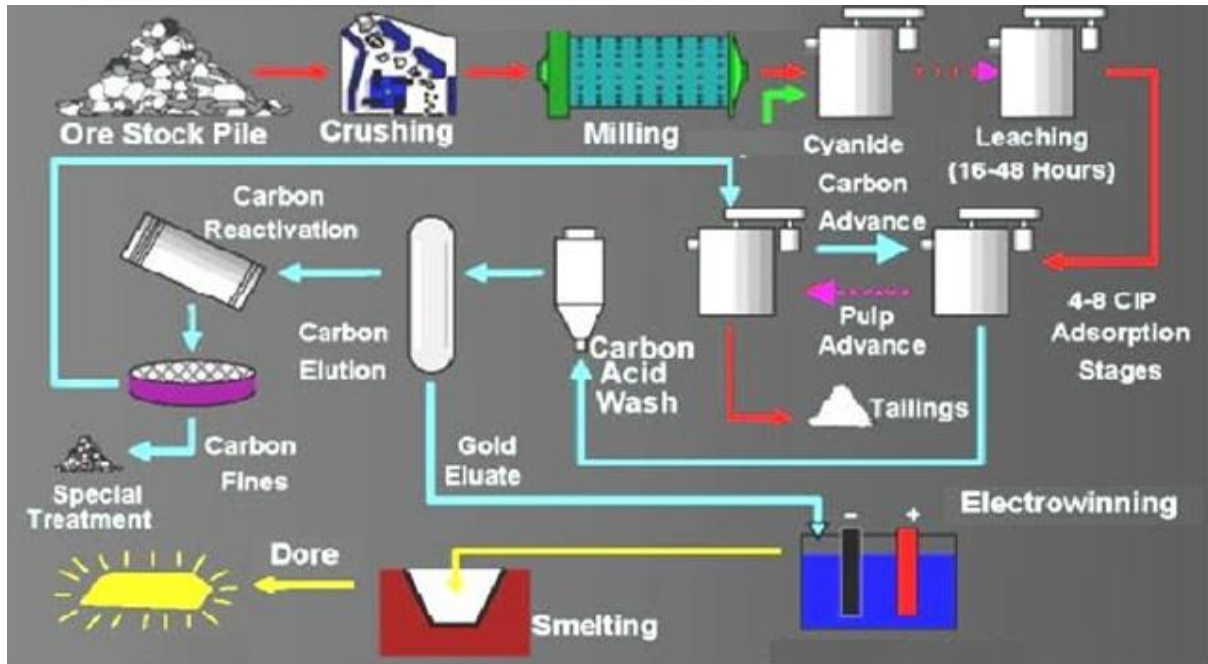 Ore Stock Pile
Crushing
Milling
Cyanide
Leaching
(16-48 Hours)
Carbon
Reactivation
Carbon
Advance
Pulp
Advance
4-8 CIP
Adsorption
Stages
Carbon
Elution
Carbon
Acid
Wash
Tailings
Carbon
Fines
Special
Treatment
Gold
Eluate
Electrowinning
- +
Dore
Smelting